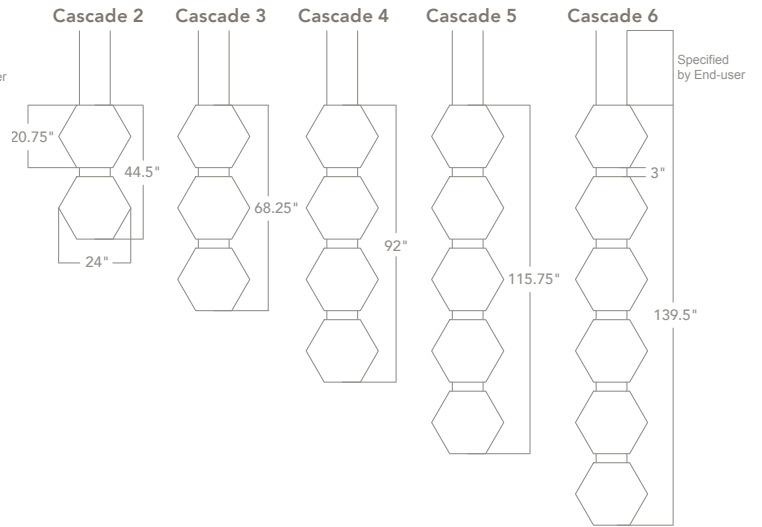 Cascade 2
Cascade 3
Cascade 4
Cascade 5
Cascade 6
Specified
by End-user
20.75"
44.5"
24"
68.25"
92"
115.75"
3"
139.5"